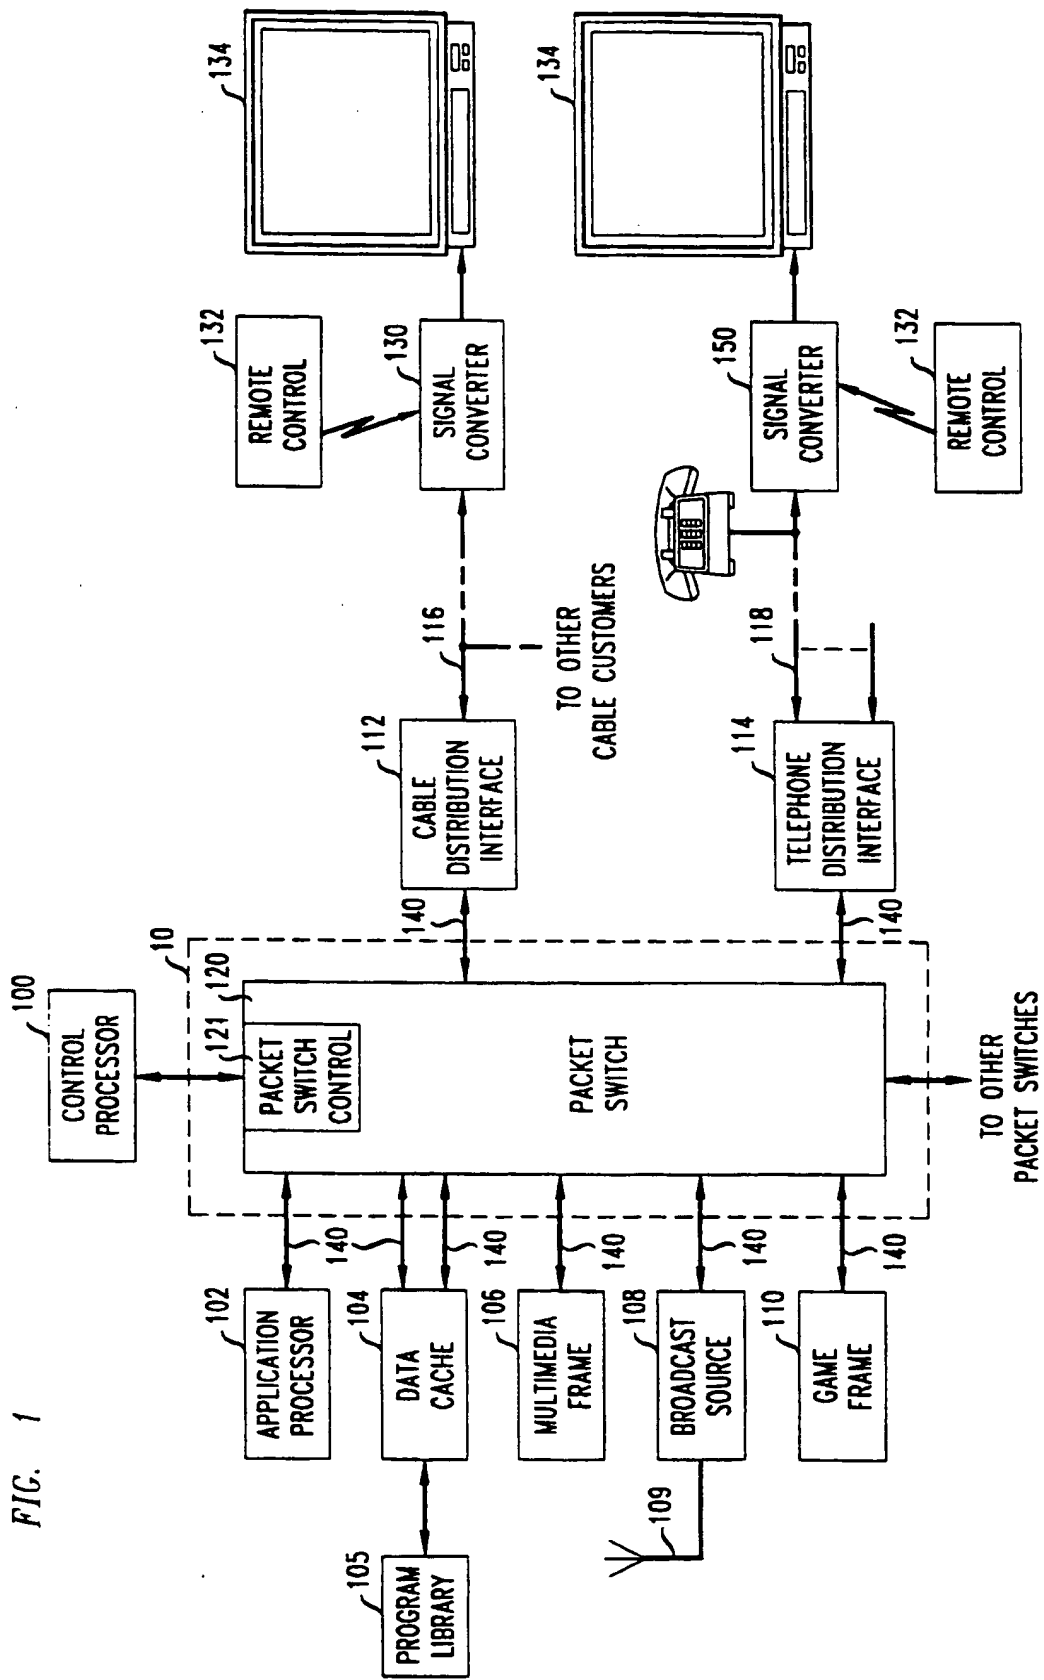 FIG. 1
100
CONTROL
PROCESSOR
10
121
120
PACKET
SWITCH
CONTROL
PACKET
SWITCH
102
APPLICATION
PROCESSOR
140
105
PROGRAM
LIBRARY
104
DATA
CACHE
140
106
MULTIMEDIA
FRAME
140
109
108
BROADCAST
SOURCE
140
110
GAME
FRAME
140
TO OTHER
PACKET SWITCHES
140
112
CABLE
DISTRIBUTION
INTERFACE
116
TO OTHER
CABLE CUSTOMERS
132
REMOTE
CONTROL
130
SIGNAL
CONVERTER
134
140
114
TELEPHONE
DISTRIBUTION
INTERFACE
118
150
SIGNAL
CONVERTER
132
REMOTE
CONTROL
134